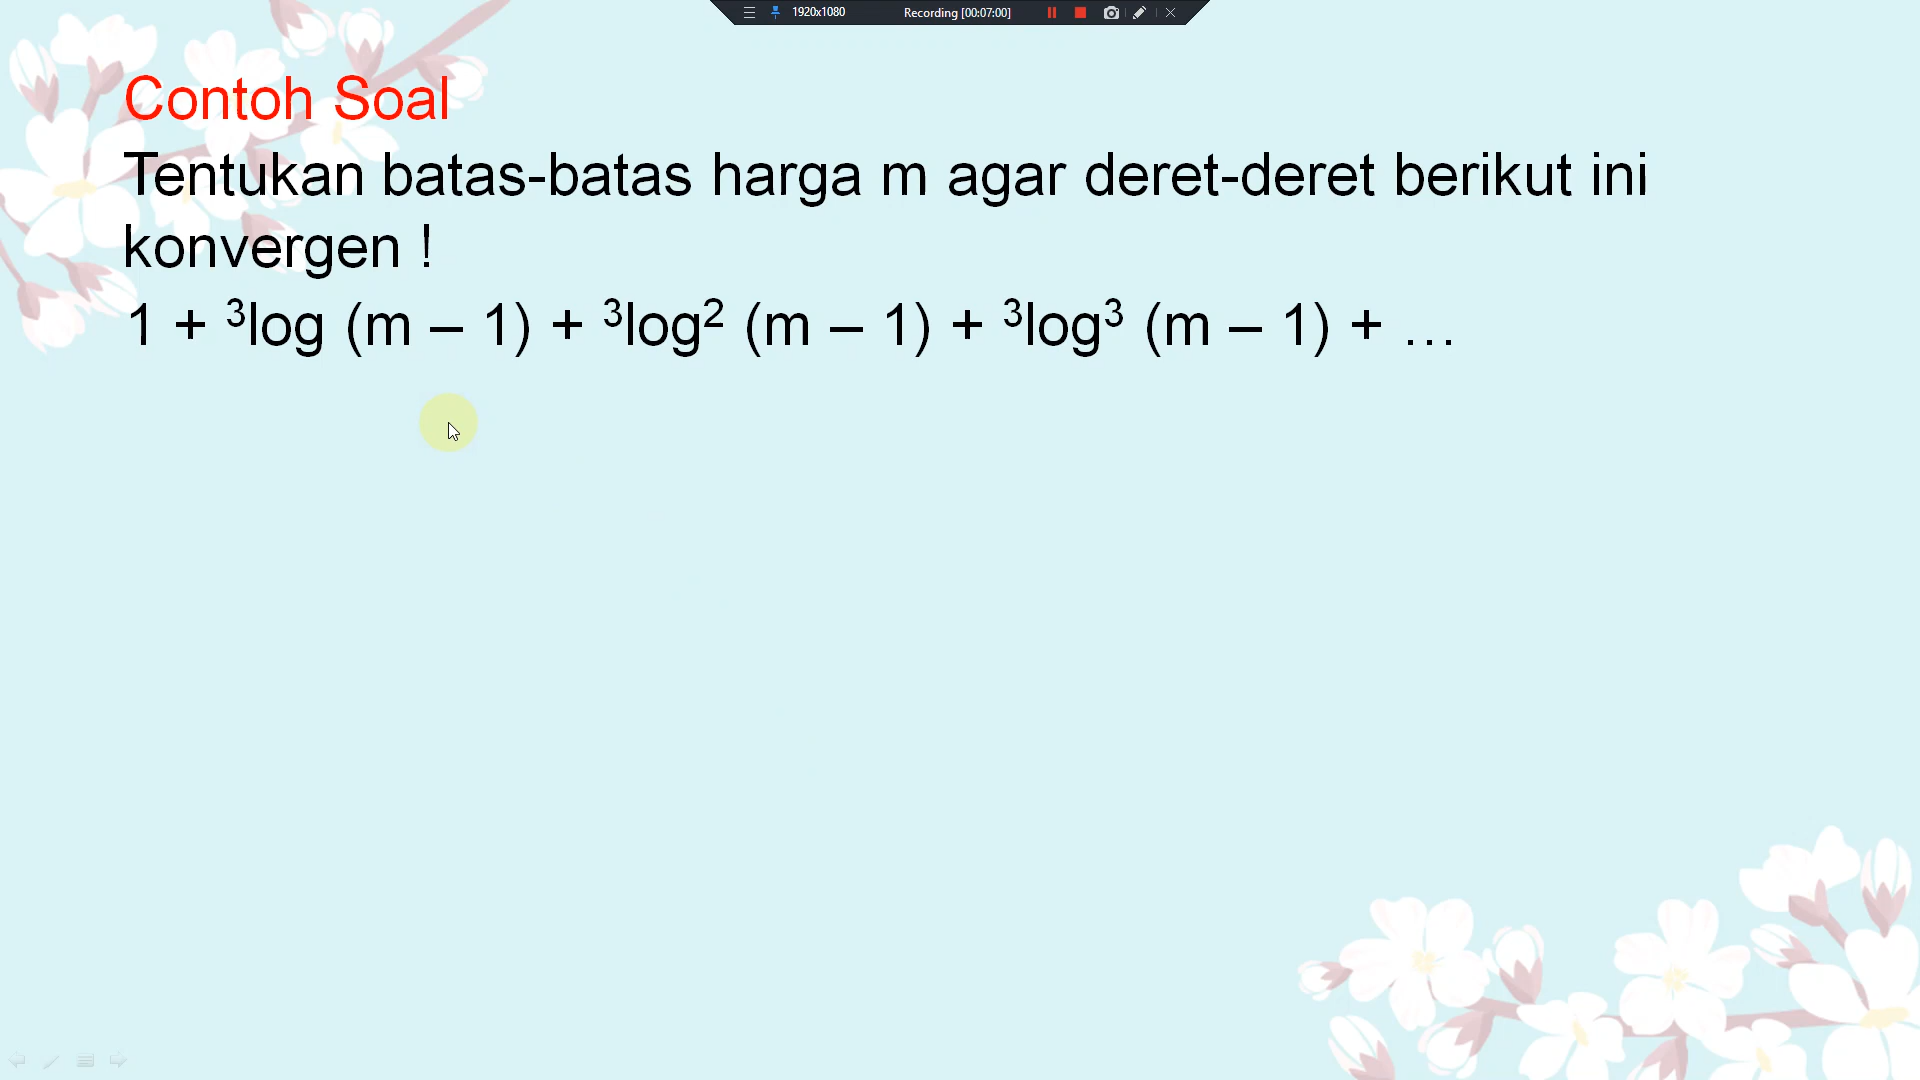 1920x1080 Recording [00:07:00]
Contoh Soal
Tentukan batas-batas harga m agar deret-deret berikut ini
konvergen !
1 + ³log (m – 1) + ³log² (m – 1) + ³log³ (m – 1) + …